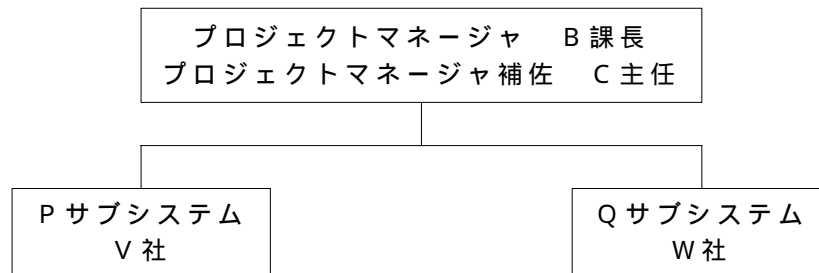 プロジェクトマネージャ　B課長
プロジェクトマネージャ補佐　C主任
Pサブシステム
V社
Qサブシステム
W社